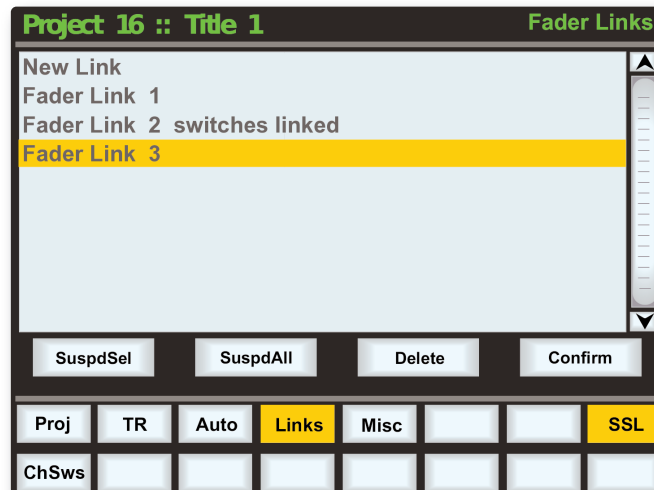 Project 16 :: Title 1 Fader Links
New Link
Fader Link 1
Fader Link 2 switches linked
Fader Link 3
SuspdSel SuspdAll Delete Confirm
Proj TR Auto Links Misc SSL
ChSws